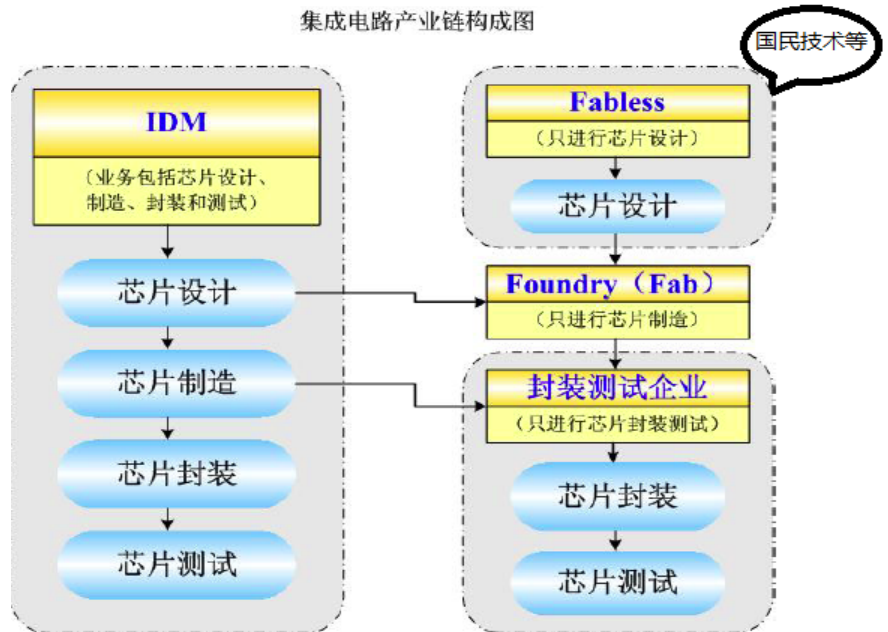 集成电路产业链构成图
国民技术等
IDM
（业务包括芯片设计、
制造、封装和测试）
芯片设计
芯片制造
芯片封装
芯片测试
Fabless
（只进行芯片设计）
芯片设计
Foundry（Fab）
（只进行芯片制造）
封装测试企业
（只进行芯片封装测试）
芯片封装
芯片测试